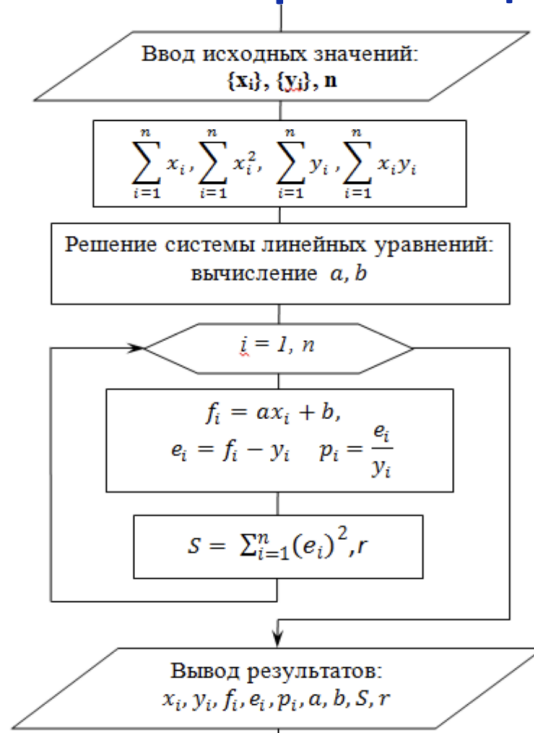 Ввод исходных значений:
{xᵢ}, {yᵢ}, n
∑ⁿᵢ₌₁ xᵢ, ∑ⁿᵢ₌₁ xᵢ², ∑ⁿᵢ₌₁ yᵢ, ∑ⁿᵢ₌₁ xᵢyᵢ
Решение системы линейных уравнений:
вычисление a, b
i = 1, n
fᵢ = axᵢ + b,
eᵢ = fᵢ − yᵢ pᵢ = eᵢ/yᵢ
S = ∑ⁿᵢ₌₁(eᵢ)²,r
Вывод результатов:
xᵢ, yᵢ, fᵢ, eᵢ, pᵢ, a, b, S, r